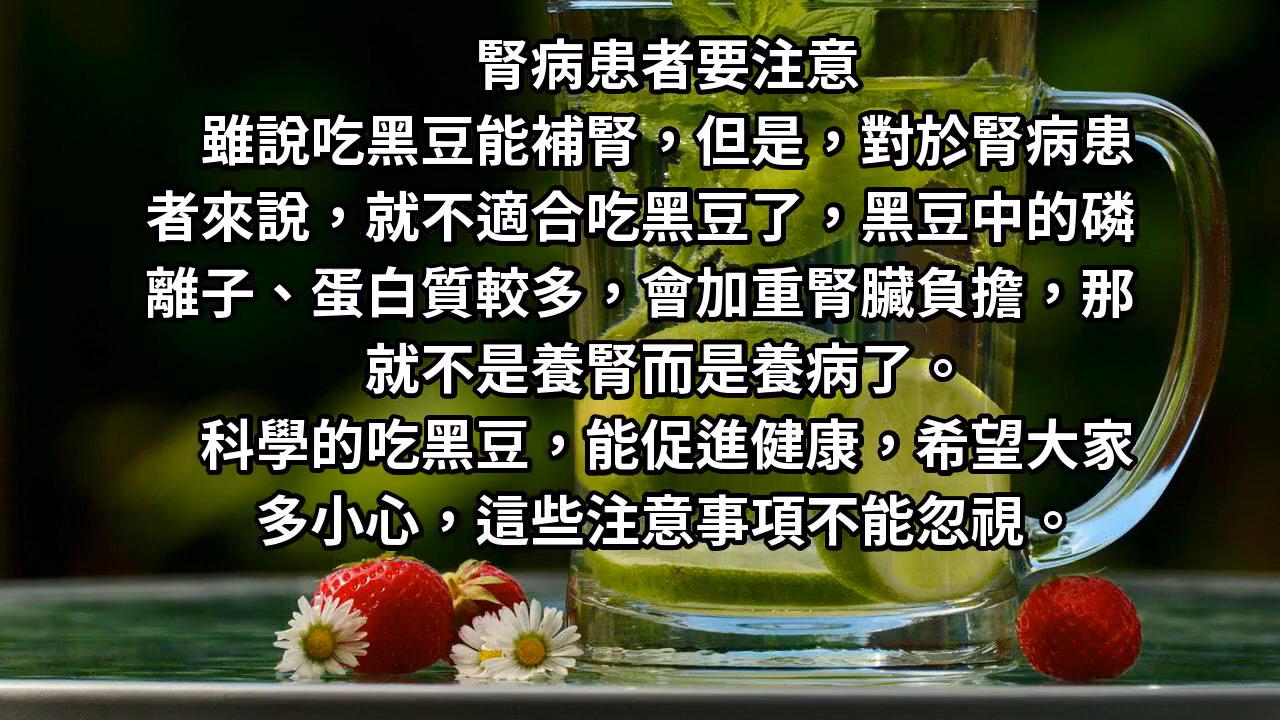 腎病患者要注意
雖說吃黑豆能補腎，但是，對於腎病患
者來說，就不適合吃黑豆了，黑豆中的磷
離子、蛋白質較多，會加重腎臟負擔，那
就不是養腎而是養病了。
科學的吃黑豆，能促進健康，希望大家
多小心，這些注意事項不能忽視。